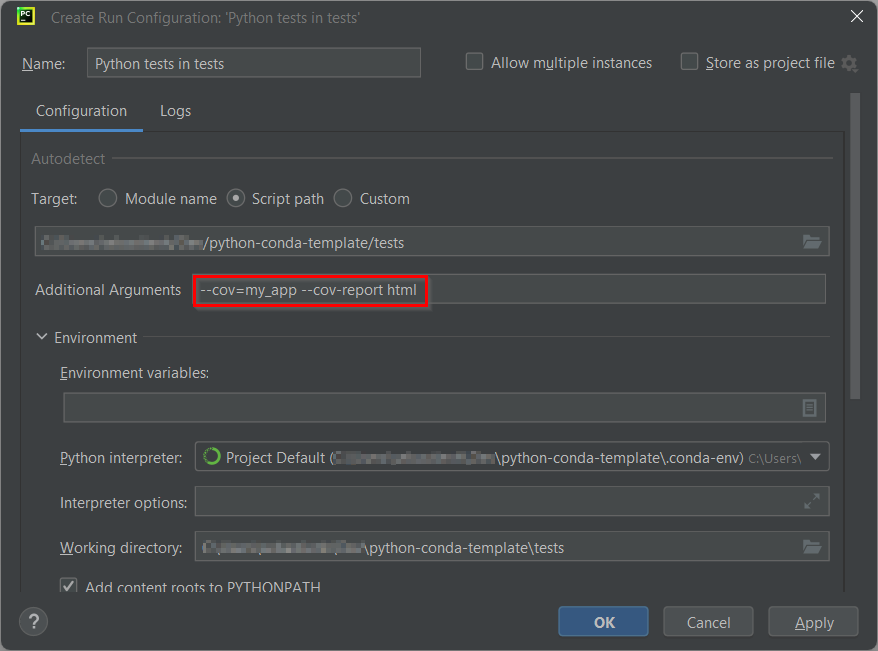 PC
Create Run Configuration: 'Python tests in tests'
Name: Python tests in tests Allow multiple instances Store as project file
Configuration Logs
Autodetect
Target: Module name Script path Custom
/python-conda-template/tests
Additional Arguments --cov=my_app --cov-report html
Environment
Environment variables:
Python interpreter: Project Default ( \python-conda-template\.conda-env) C:\Users\
Interpreter options:
Working directory: \python-conda-template\tests
Add content roots to PYTHONPATH
? OK Cancel Apply